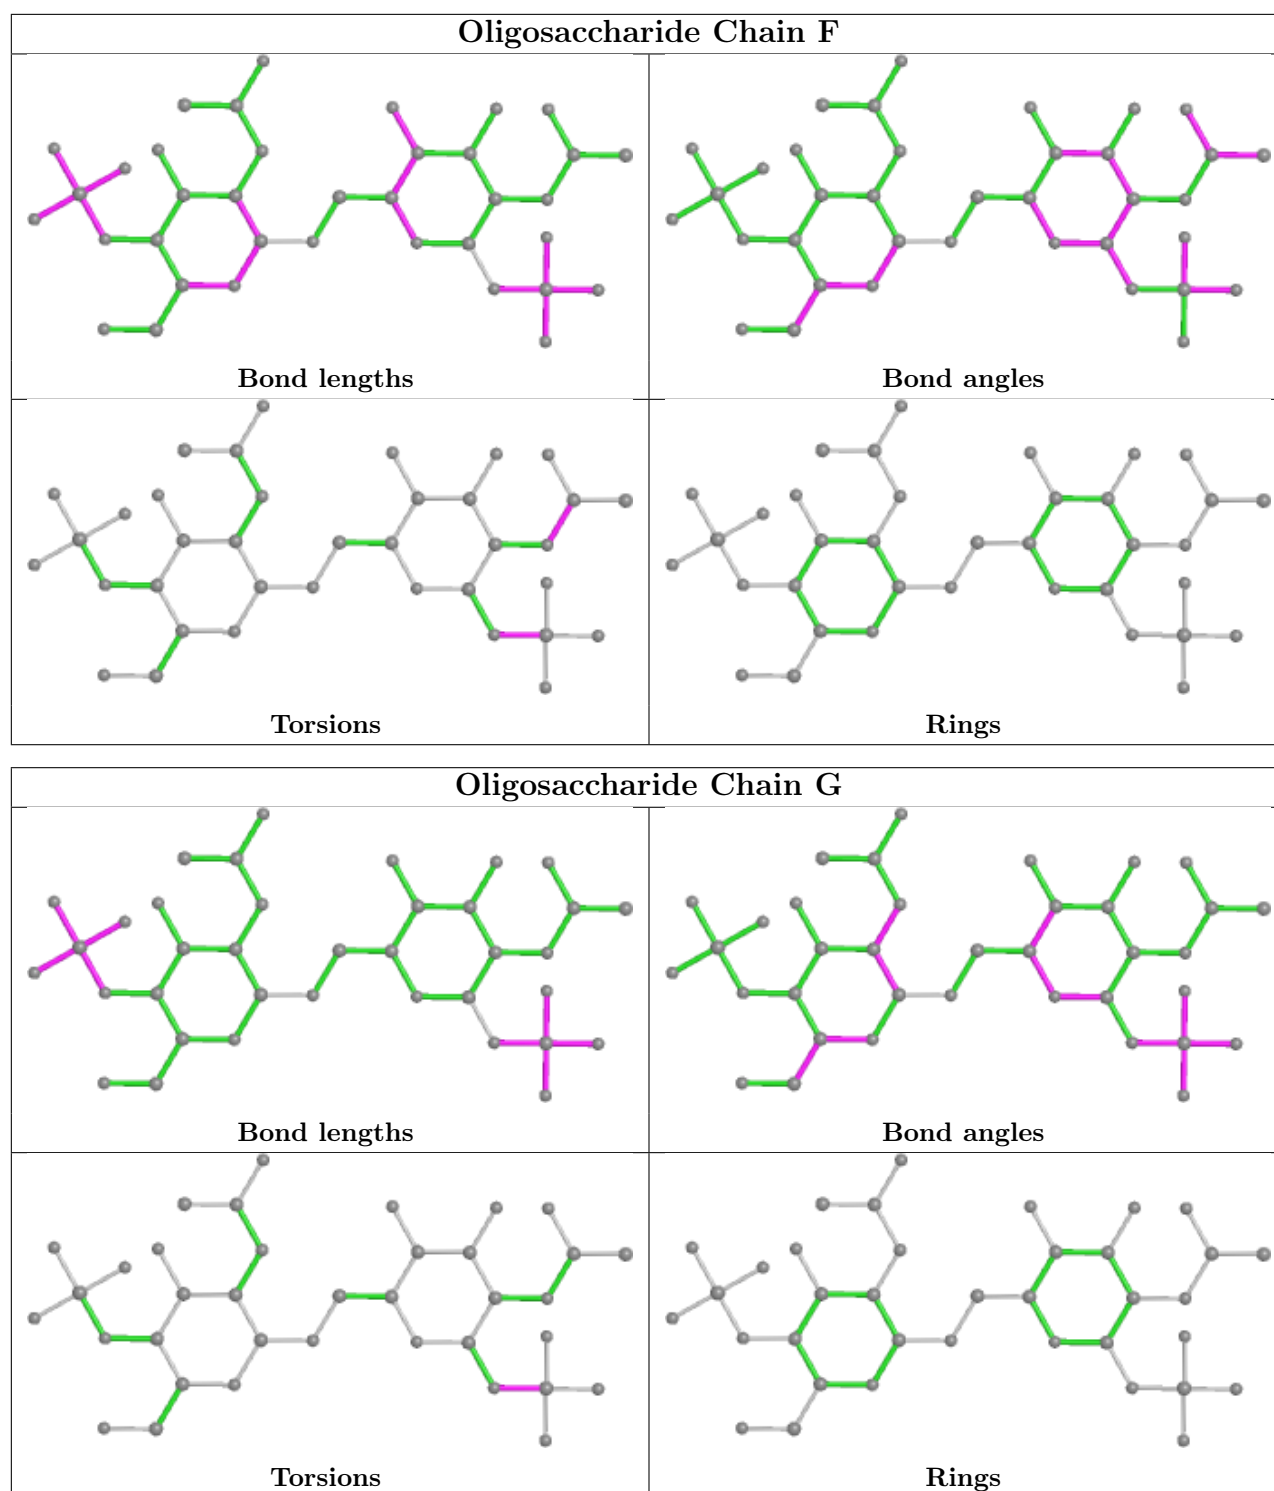 Oligosaccharide Chain F
Bond lengths
Bond angles
Torsions
Rings
Oligosaccharide Chain G
Bond lengths
Bond angles
Torsions
Rings